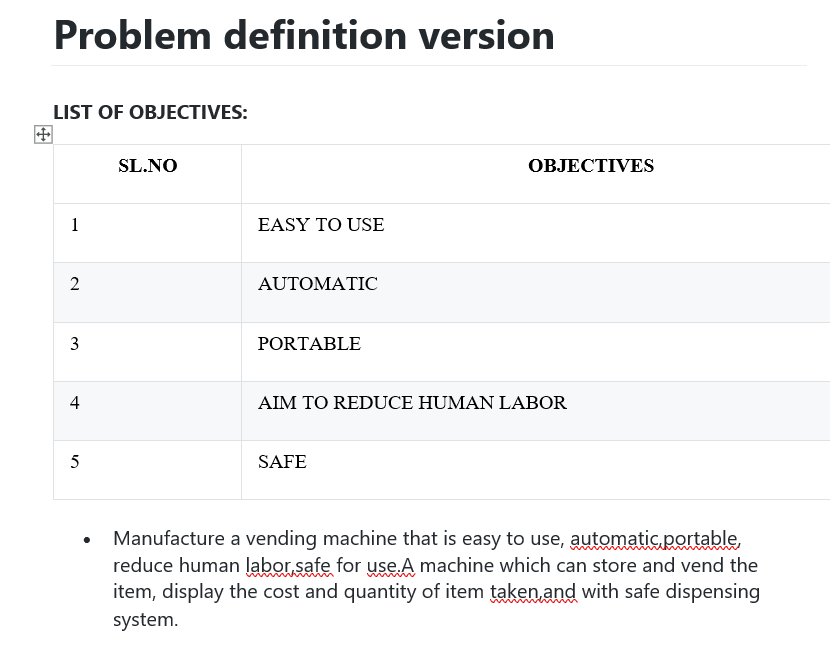 Problem definition version
LIST OF OBJECTIVES:
SL.NO OBJECTIVES
1 EASY TO USE
2 AUTOMATIC
3 PORTABLE
4 AIM TO REDUCE HUMAN LABOR
5 SAFE
• Manufacture a vending machine that is easy to use, automatic,portable,
reduce human labor,safe for use.A machine which can store and vend the
item, display the cost and quantity of item taken,and with safe dispensing
system.